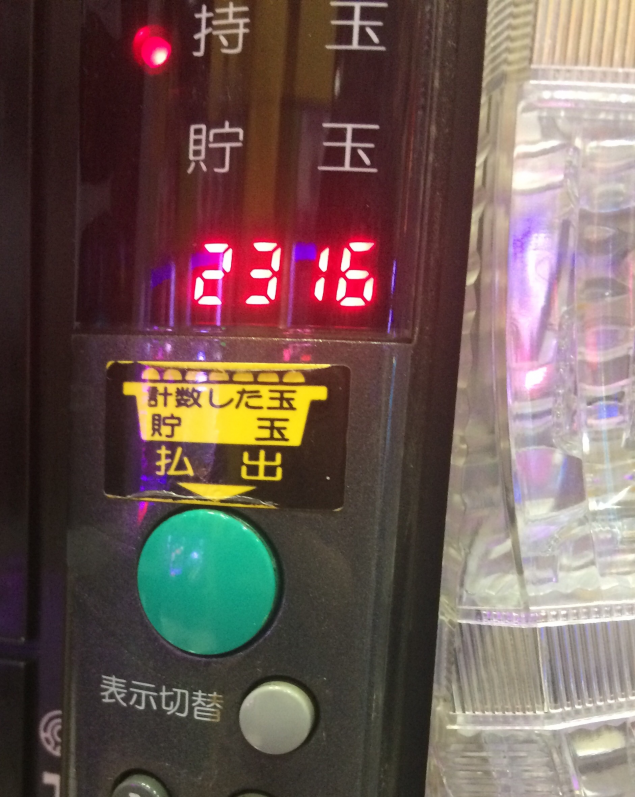 持 玉
貯 玉
2316
計数した玉
貯 玉
払 出
表示切替